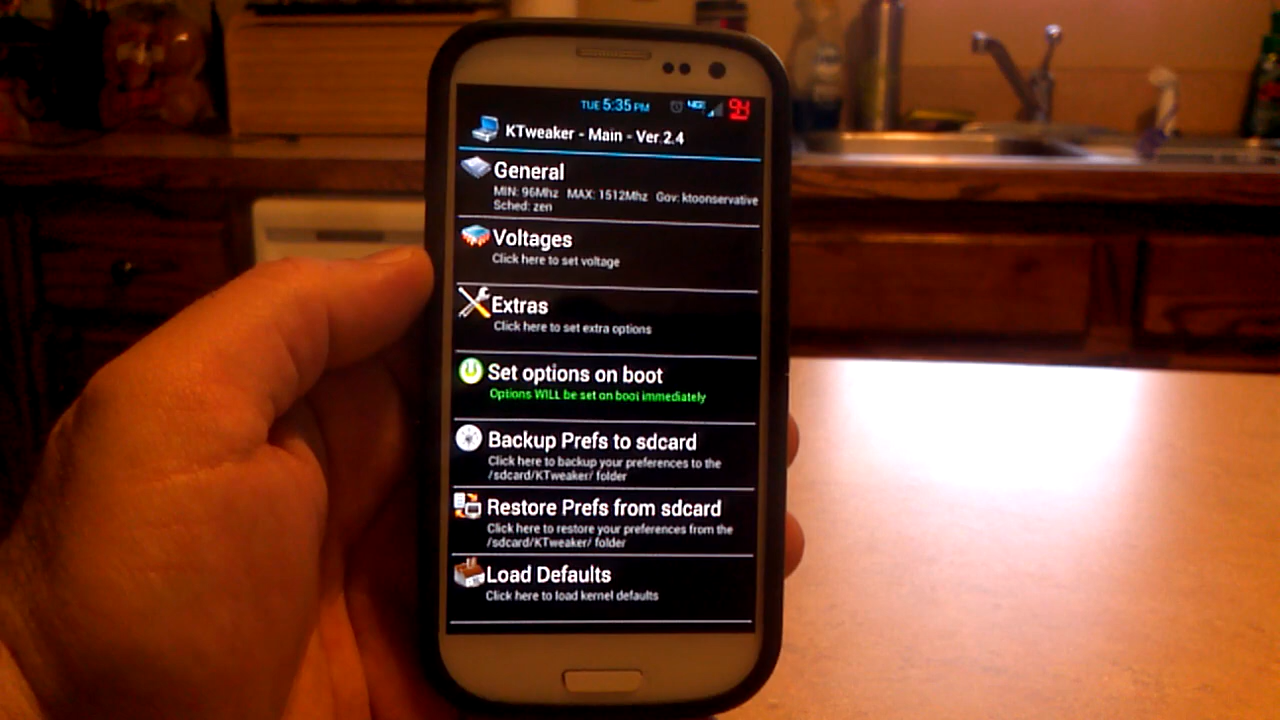 TUE 5:35 PM 4G 94
KTweaker - Main - Ver.2.4
General
MIN: 96Mhz MAX: 1512Mhz Gov: ktoonservative
Sched: zen
Voltages
Click here to set voltage
Extras
Click here to set extra options
Set options on boot
Options WILL be set on boot immediately
Backup Prefs to sdcard
Click here to backup your preferences to the
/sdcard/KTweaker/ folder
Restore Prefs from sdcard
Click here to restore your preferences from the
/sdcard/KTweaker/ folder
Load Defaults
Click here to load kernel defaults